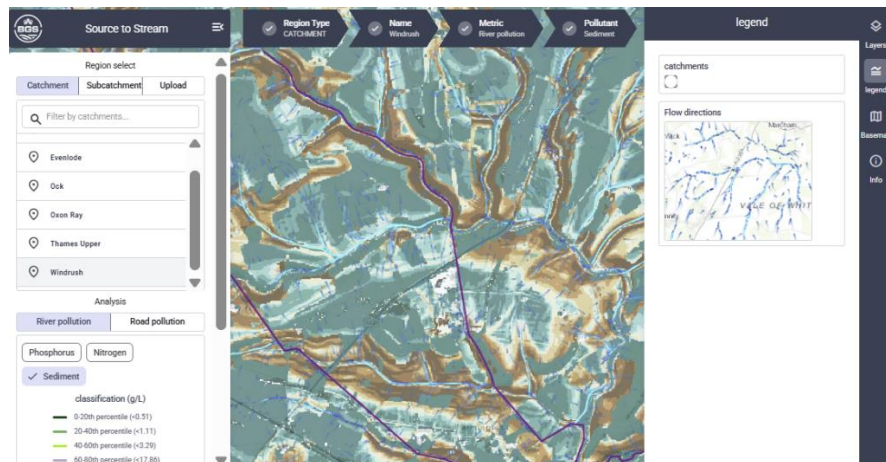 BGS
Source to Stream
Region Type
CATCHMENT
Name
Windrush
Metric
River pollution
Pollutant
Sediment
Region select
Catchment
Subcatchment
Upload
Filter by catchments...
Evenlode
Ock
Oxon Ray
Thames Upper
Windrush
Analysis
River pollution
Road pollution
Phosphorus
Nitrogen
Sediment
classification (g/L)
0-20th percentile (<0.51)
20-40th percentile (<1.11)
40-60th percentile (<3.29)
60-80th percentile (<17.86)
legend
catchments
Flow directions
VALE OF WHIT
Layers
legend
Basema
Info